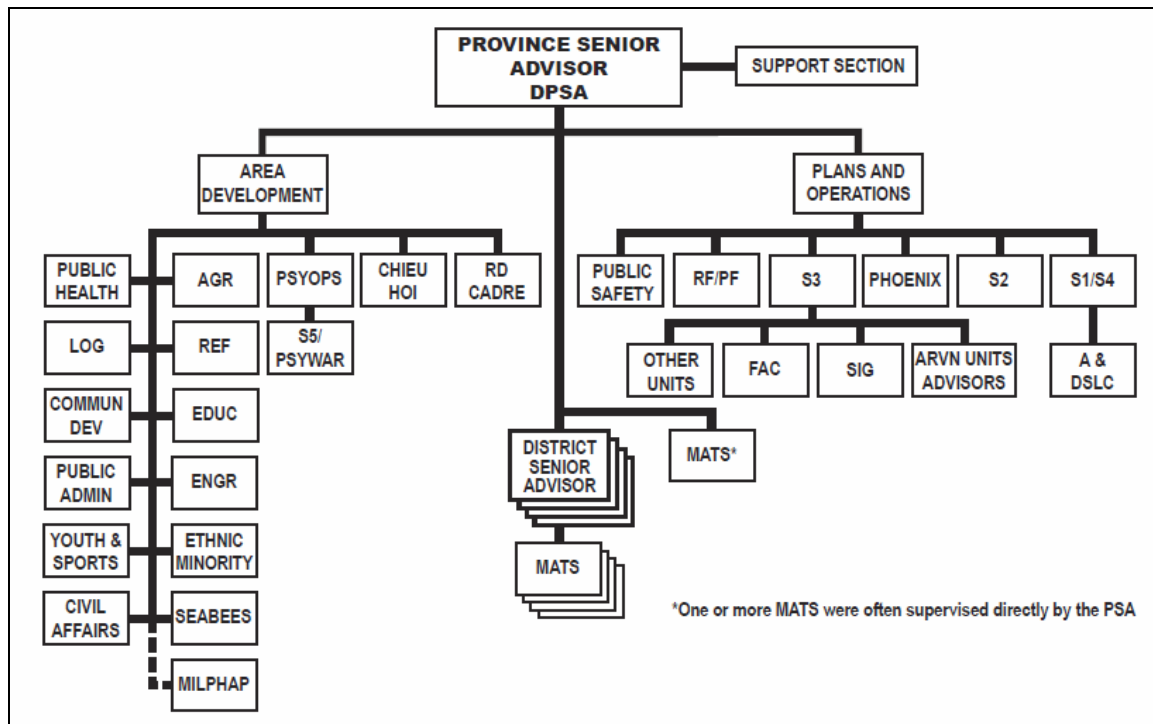 PROVINCE SENIOR
ADVISOR
DPSA
SUPPORT SECTION
AREA
DEVELOPMENT
PLANS AND
OPERATIONS
PUBLIC
HEALTH
AGR
PSYOPS
CHIEU
HOI
RD
CADRE
PUBLIC
SAFETY
RF/PF
S3
PHOENIX
S2
S1/S4
LOG
REF
S5/
PSYWAR
OTHER
UNITS
FAC
SIG
ARVN UNITS
ADVISORS
A &
DSLC
COMMUN
DEV
EDUC
DISTRICT
SENIOR
ADVISOR
MATS*
PUBLIC
ADMIN
ENGR
YOUTH &
SPORTS
ETHNIC
MINORITY
MATS
CIVIL
AFFAIRS
SEABEES
*One or more MATS were often supervised directly by the PSA
MILPHAP